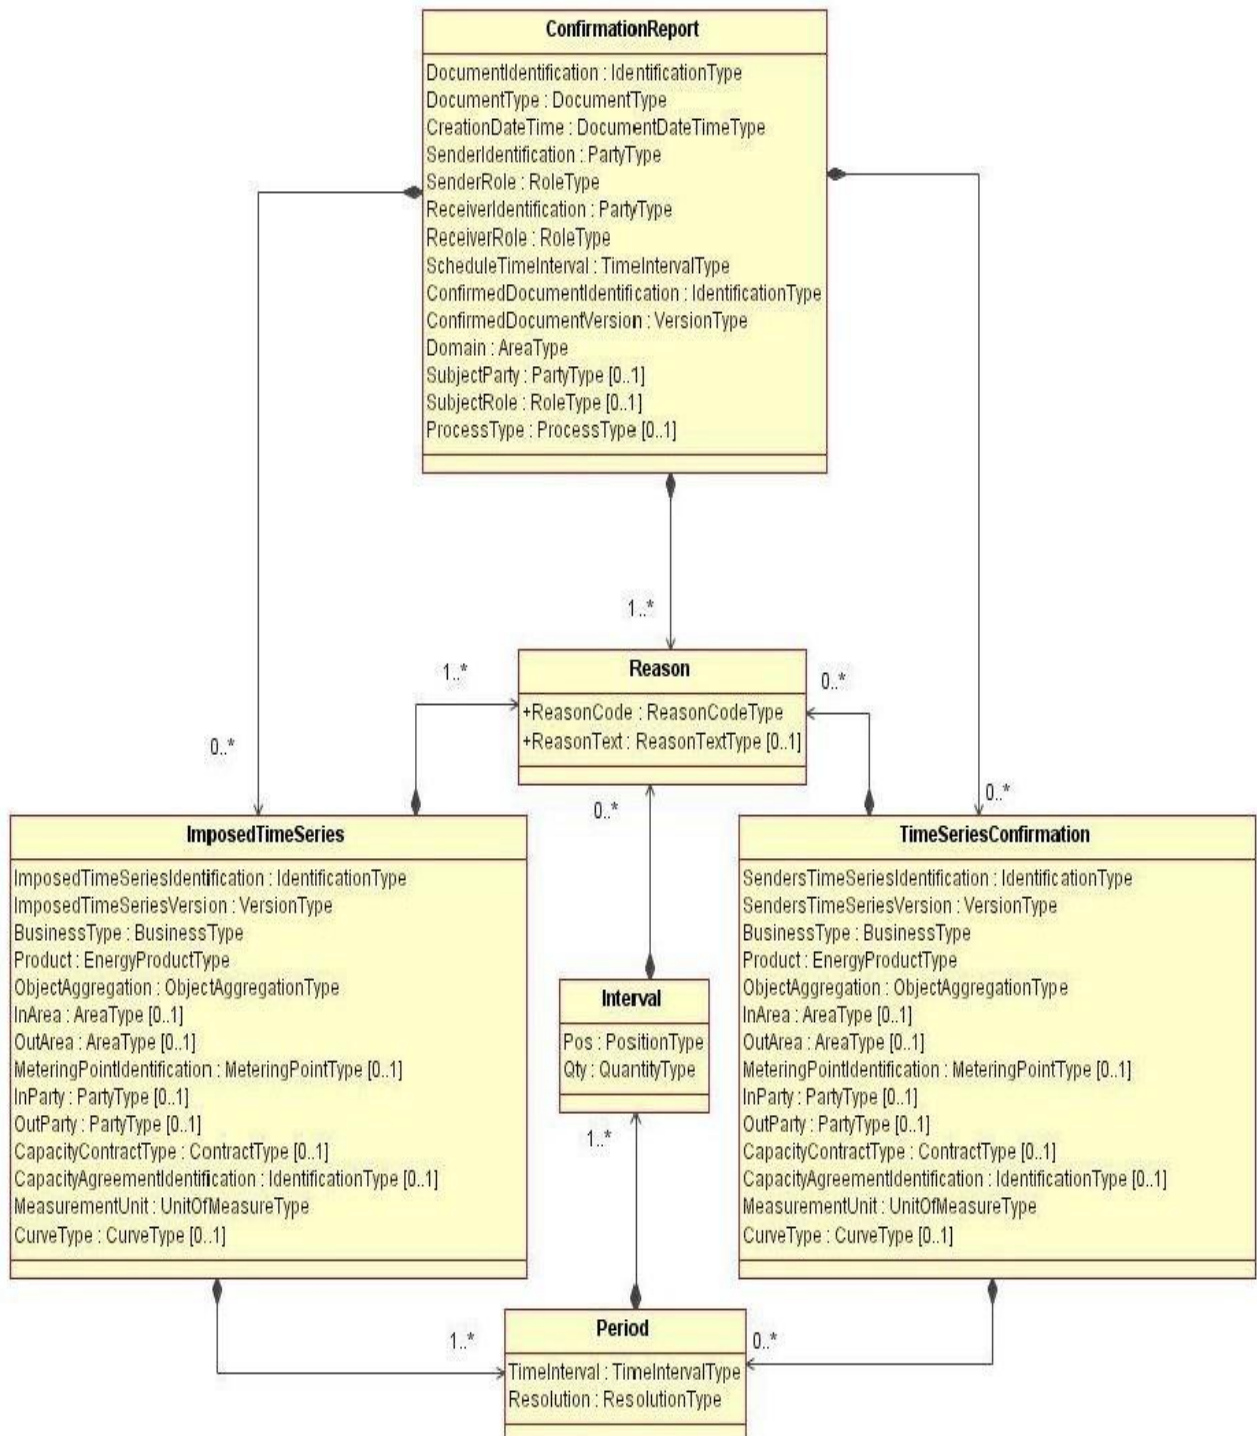 ConfirmationReport
DocumentIdentification : IdentificationType
DocumentType : DocumentType
CreationDateTime : DocumentDateTimeType
SenderIdentification : PartyType
SenderRole : RoleType
ReceiverIdentification : PartyType
ReceiverRole : RoleType
ScheduleTimeInterval : TimeIntervalType
ConfirmedDocumentIdentification : IdentificationType
ConfirmedDocumentVersion : VersionType
Domain : AreaType
SubjectParty : PartyType [0..1]
SubjectRole : RoleType [0..1]
ProcessType : ProcessType [0..1]
1..*
Reason
+ReasonCode : ReasonCodeType
+ReasonText : ReasonTextType [0..1]
1..*
0..*
0..*
0..*
0..*
ImposedTimeSeries
ImposedTimeSeriesIdentification : IdentificationType
ImposedTimeSeriesVersion : VersionType
BusinessType : BusinessType
Product : EnergyProductType
ObjectAggregation : ObjectAggregationType
InArea : AreaType [0..1]
OutArea : AreaType [0..1]
MeteringPointIdentification : MeteringPointType [0..1]
InParty : PartyType [0..1]
OutParty : PartyType [0..1]
CapacityContractType : ContractType [0..1]
CapacityAgreementIdentification : IdentificationType [0..1]
MeasurementUnit : UnitOfMeasureType
CurveType : CurveType [0..1]
Interval
Pos : PositionType
Qty : QuantityType
1..*
TimeSeriesConfirmation
SendersTimeSeriesIdentification : IdentificationType
SendersTimeSeriesVersion : VersionType
BusinessType : BusinessType
Product : EnergyProductType
ObjectAggregation : ObjectAggregationType
InArea : AreaType [0..1]
OutArea : AreaType [0..1]
MeteringPointIdentification : MeteringPointType [0..1]
InParty : PartyType [0..1]
OutParty : PartyType [0..1]
CapacityContractType : ContractType [0..1]
CapacityAgreementIdentification : IdentificationType [0..1]
MeasurementUnit : UnitOfMeasureType
CurveType : CurveType [0..1]
1..*
0..*
Period
TimeInterval : TimeIntervalType
Resolution : ResolutionType